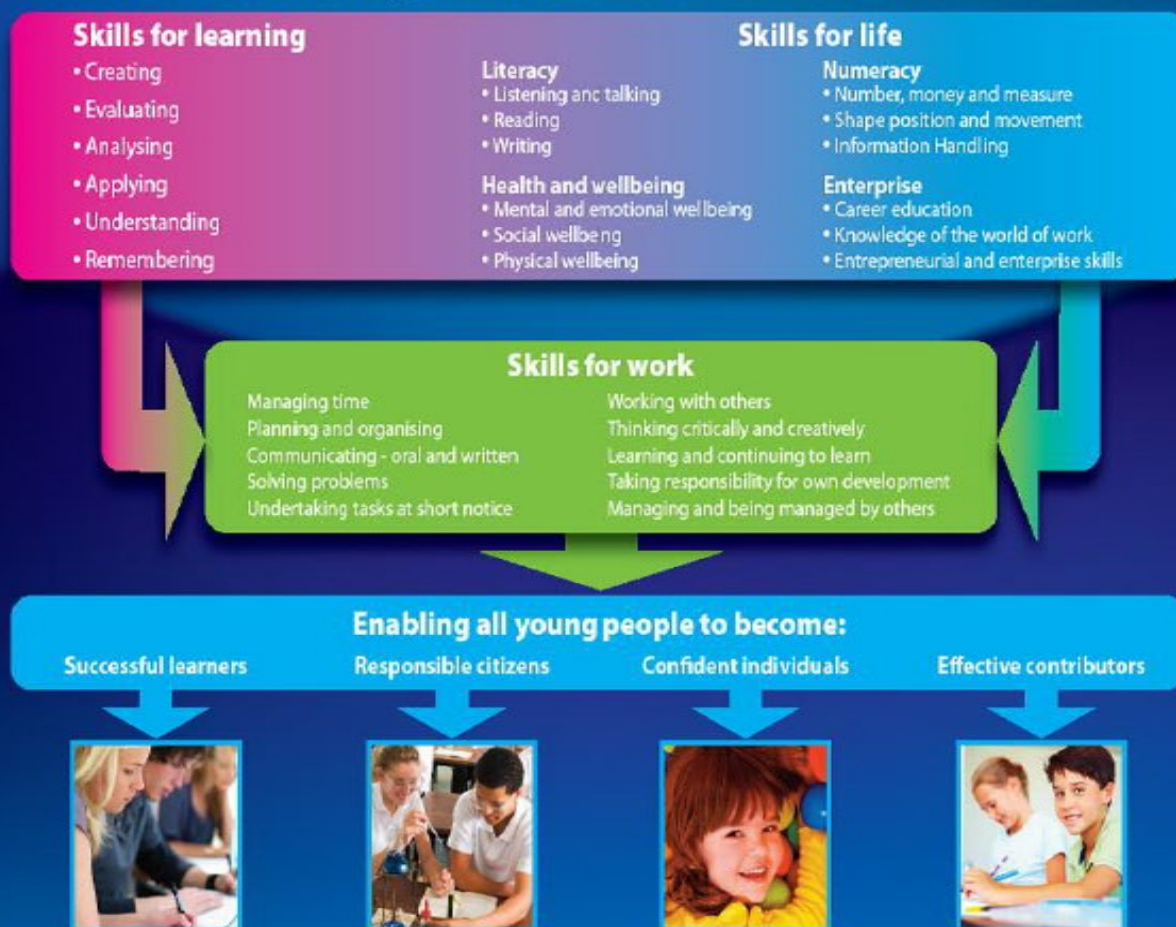 Skills for learning
• Creating
• Evaluating
• Analysing
• Applying
• Understanding
• Remembering
Skills for life
Literacy
• Listening anc talking
• Reading
• Writing
Health and wellbeing
• Mental and emotional wellbeing
• Social wellbeng
• Physical wellbeing
Numeracy
• Number, money and measure
• Shape position and movement
• Information Handling
Enterprise
• Career education
• Knowledge of the world of work
• Entrepreneurial and enterprise skills
Skills for work
Managing time
Planning and organising
Communicating - oral and written
Solving problems
Undertaking tasks at short notice
Working with others
Thinking critically and creatively
Learning and continuing to learn
Taking responsibility for own development
Managing and being managed by others
Enabling all young people to become:
Successful learners
Responsible citizens
Confident individuals
Effective contributors